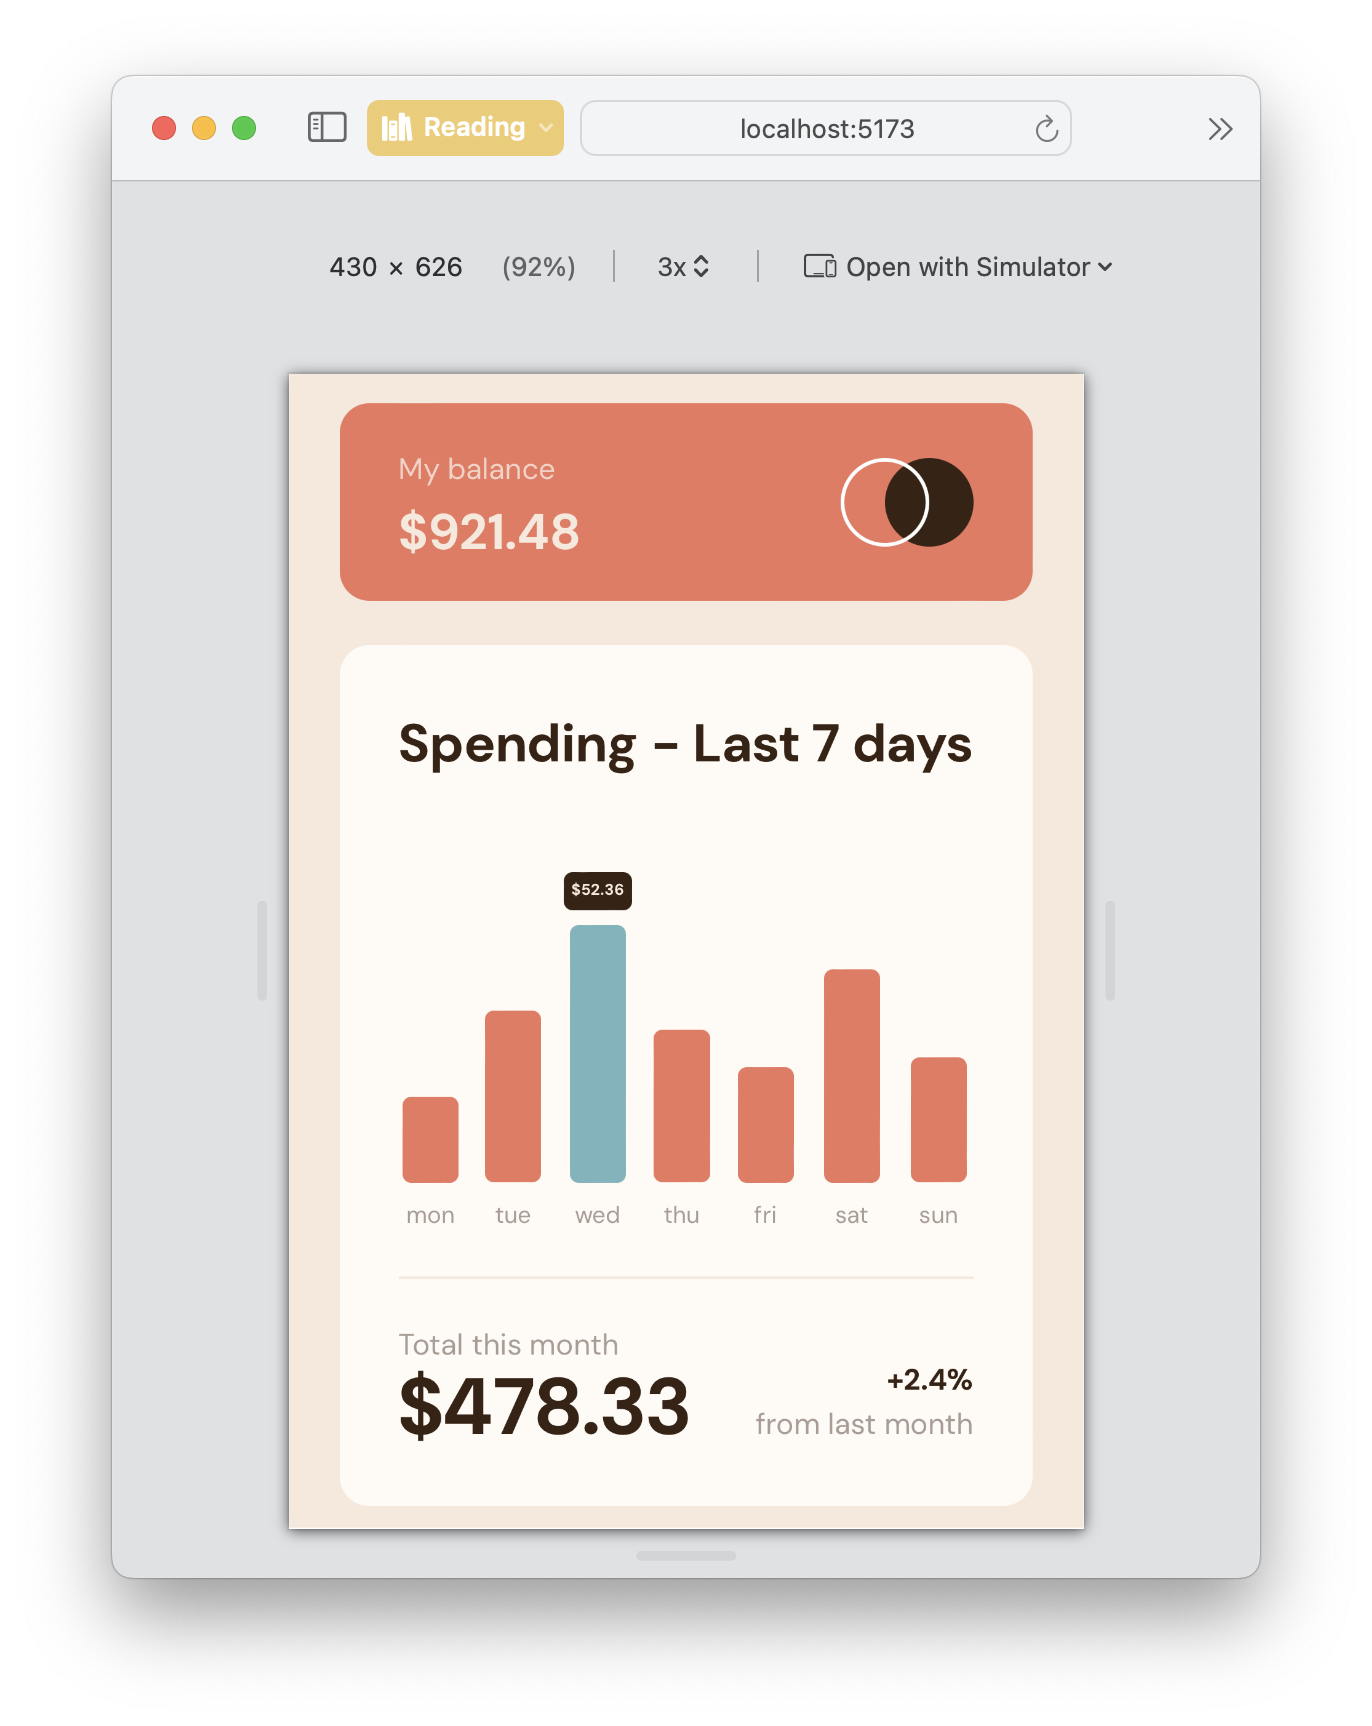 Reading
localhost:5173
430 × 626 (92%) 3x Open with Simulator
My balance
$921.48
Spending - Last 7 days
$52.36
mon tue wed thu fri sat sun
Total this month
$478.33
+2.4%
from last month